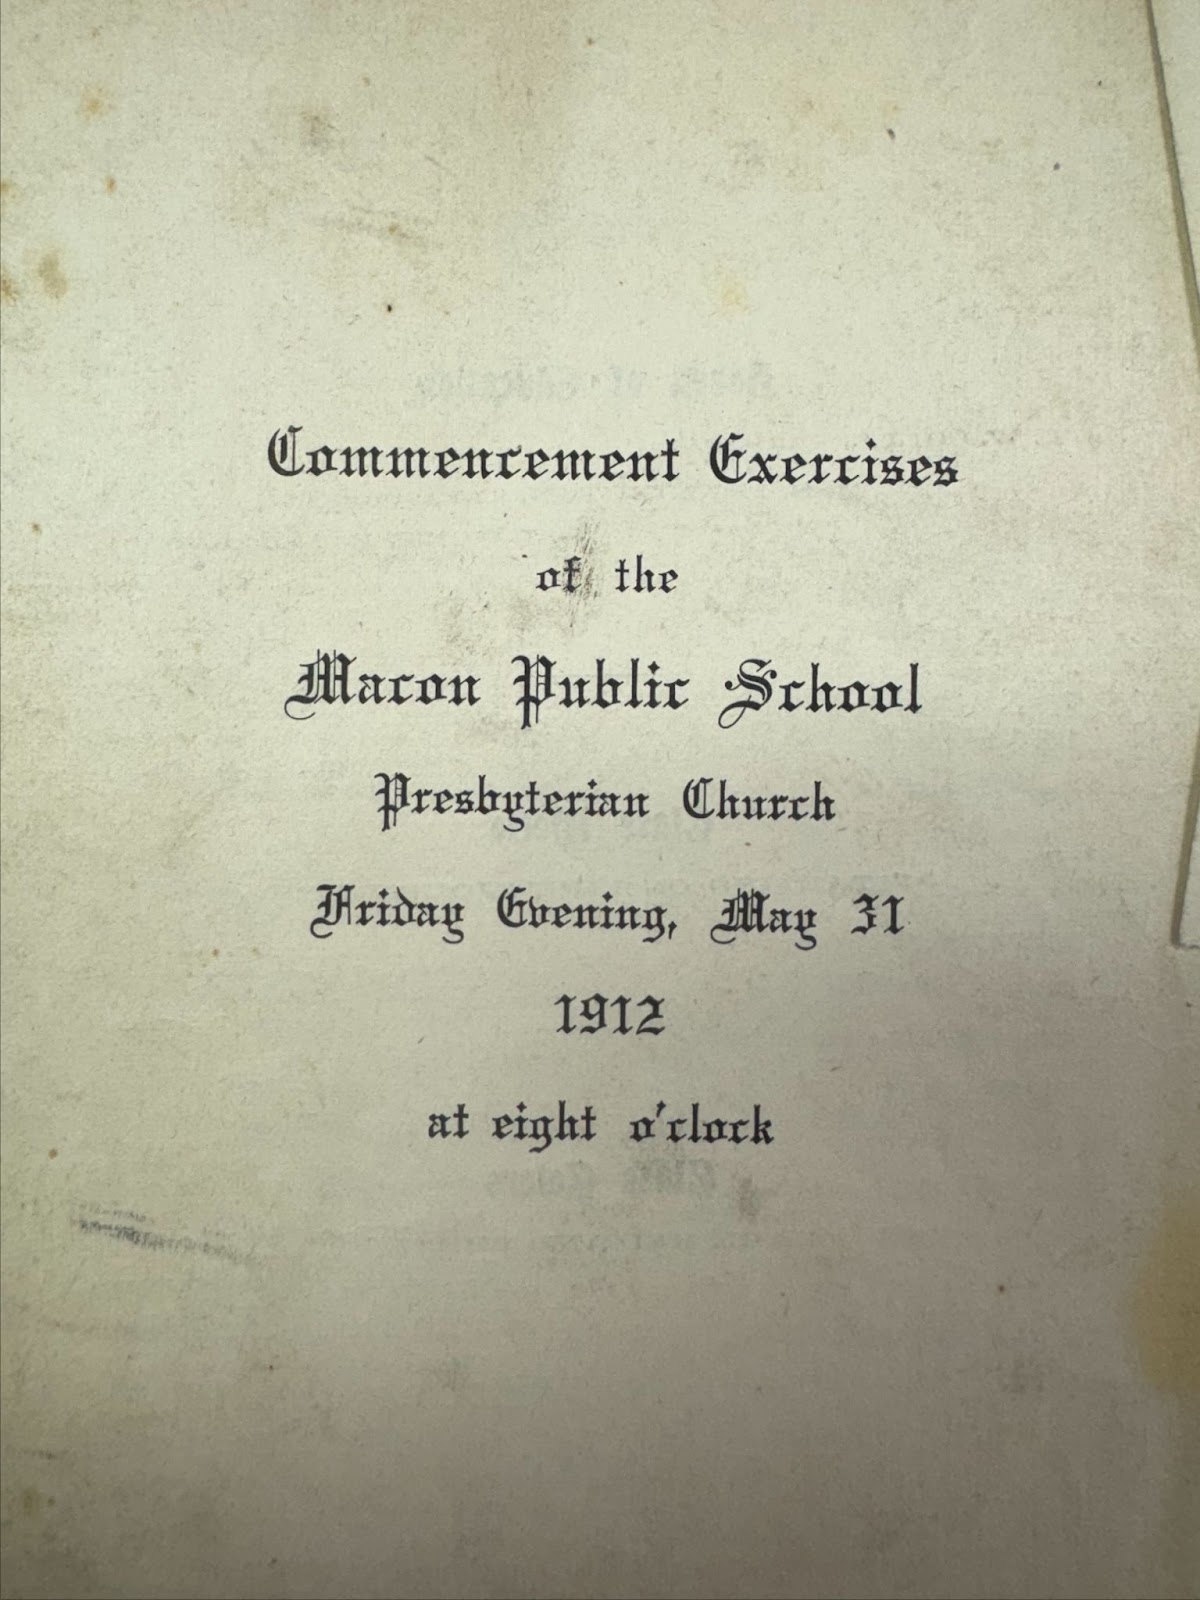 Commencement Exercises
of the
Macon Public School
Presbyterian Church
Friday Evening, May 31
1912
at eight o'clock